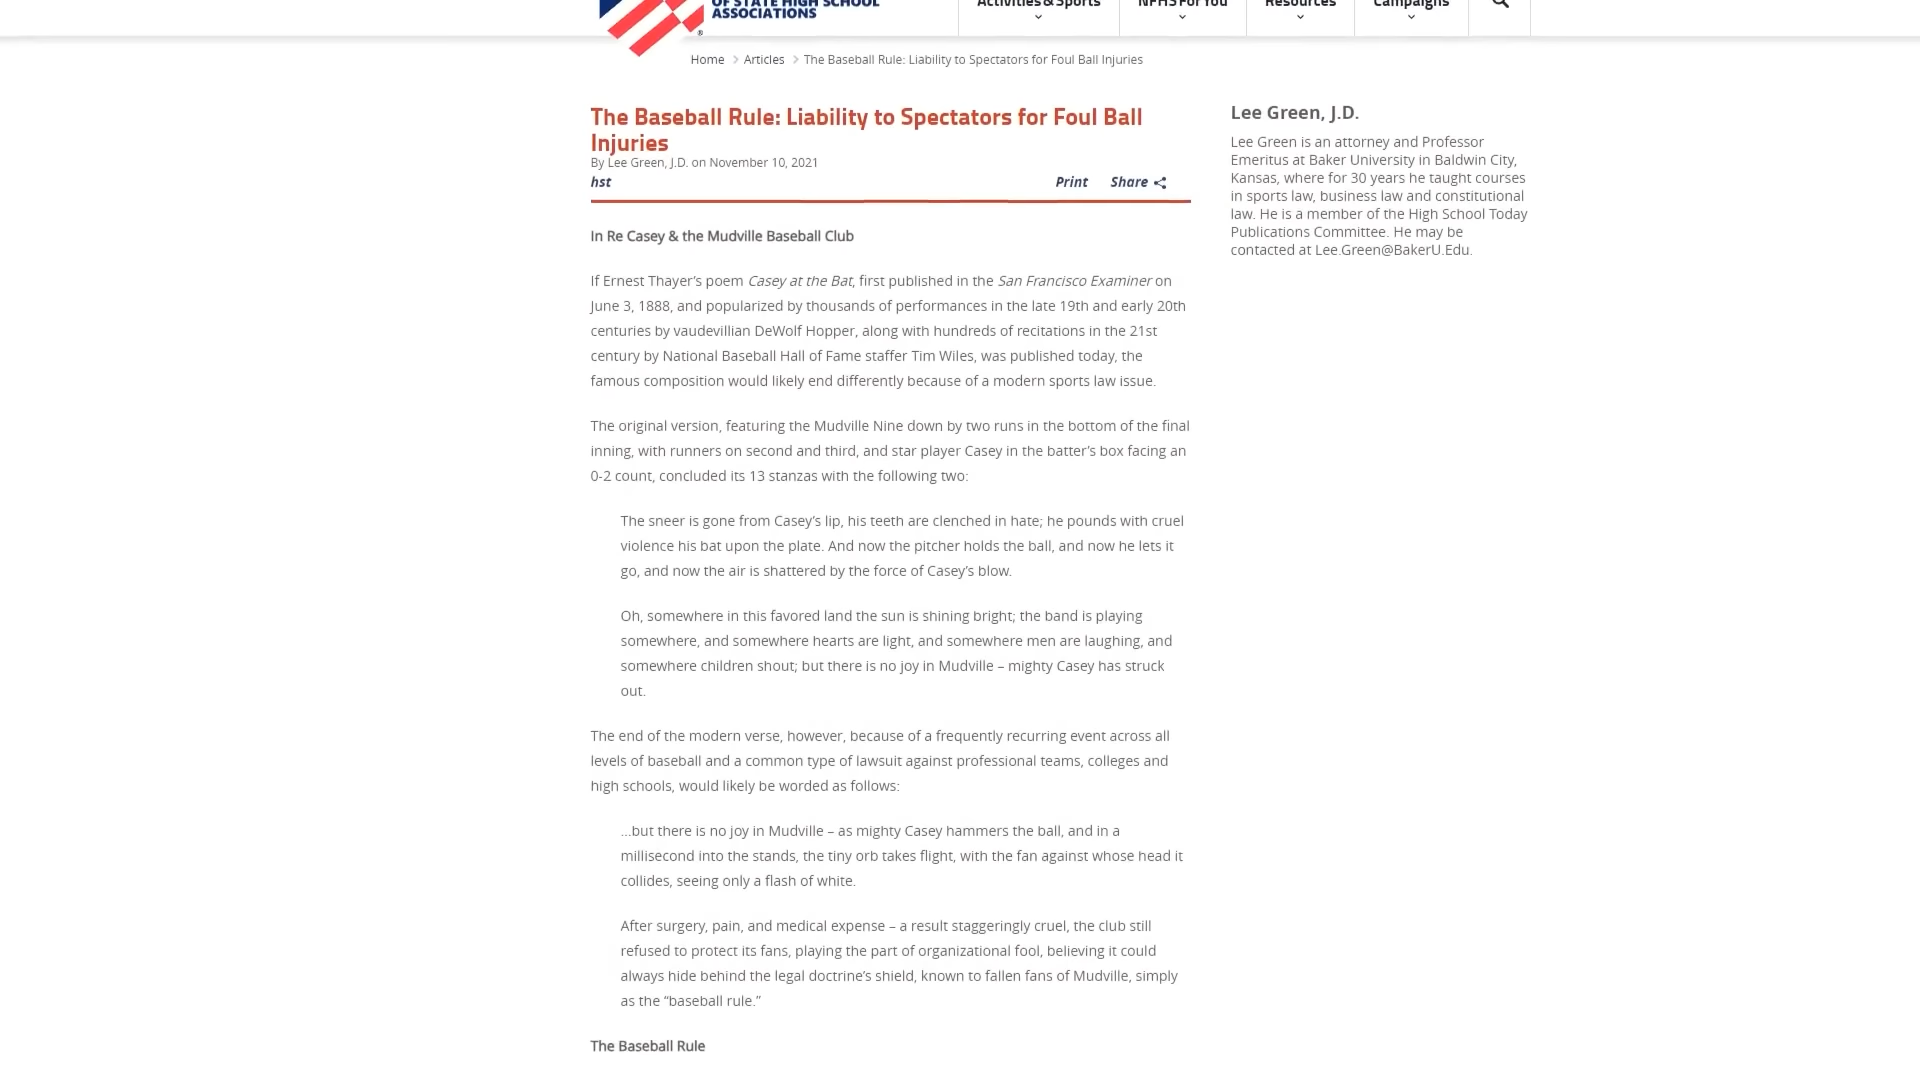 OF STATE HIGH SCHOOL
ASSOCIATIONS
®
Activities & Sports
NFHS For You
Resources
Campaigns
Home
Articles
The Baseball Rule: Liability to Spectators for Foul Ball Injuries
The Baseball Rule: Liability to Spectators for Foul Ball
Injuries
By Lee Green, J.D. on November 10, 2021
hst
Print
Share
In Re Casey & the Mudville Baseball Club
If Ernest Thayer’s poem Casey at the Bat, first published in the San Francisco Examiner on
June 3, 1888, and popularized by thousands of performances in the late 19th and early 20th
centuries by vaudevillian DeWolf Hopper, along with hundreds of recitations in the 21st
century by National Baseball Hall of Fame staffer Tim Wiles, was published today, the
famous composition would likely end differently because of a modern sports law issue.
The original version, featuring the Mudville Nine down by two runs in the bottom of the final
inning, with runners on second and third, and star player Casey in the batter’s box facing an
0-2 count, concluded its 13 stanzas with the following two:
The sneer is gone from Casey’s lip, his teeth are clenched in hate; he pounds with cruel
violence his bat upon the plate. And now the pitcher holds the ball, and now he lets it
go, and now the air is shattered by the force of Casey’s blow.
Oh, somewhere in this favored land the sun is shining bright; the band is playing
somewhere, and somewhere hearts are light, and somewhere men are laughing, and
somewhere children shout; but there is no joy in Mudville – mighty Casey has struck
out.
The end of the modern verse, however, because of a frequently recurring event across all
levels of baseball and a common type of lawsuit against professional teams, colleges and
high schools, would likely be worded as follows:
…but there is no joy in Mudville – as mighty Casey hammers the ball, and in a
millisecond into the stands, the tiny orb takes flight, with the fan against whose head it
collides, seeing only a flash of white.
After surgery, pain, and medical expense – a result staggeringly cruel, the club still
refused to protect its fans, playing the part of organizational fool, believing it could
always hide behind the legal doctrine’s shield, known to fallen fans of Mudville, simply
as the “baseball rule.”
The Baseball Rule
Lee Green, J.D.
Lee Green is an attorney and Professor
Emeritus at Baker University in Baldwin City,
Kansas, where for 30 years he taught courses
in sports law, business law and constitutional
law. He is a member of the High School Today
Publications Committee. He may be
contacted at Lee.Green@BakerU.Edu.